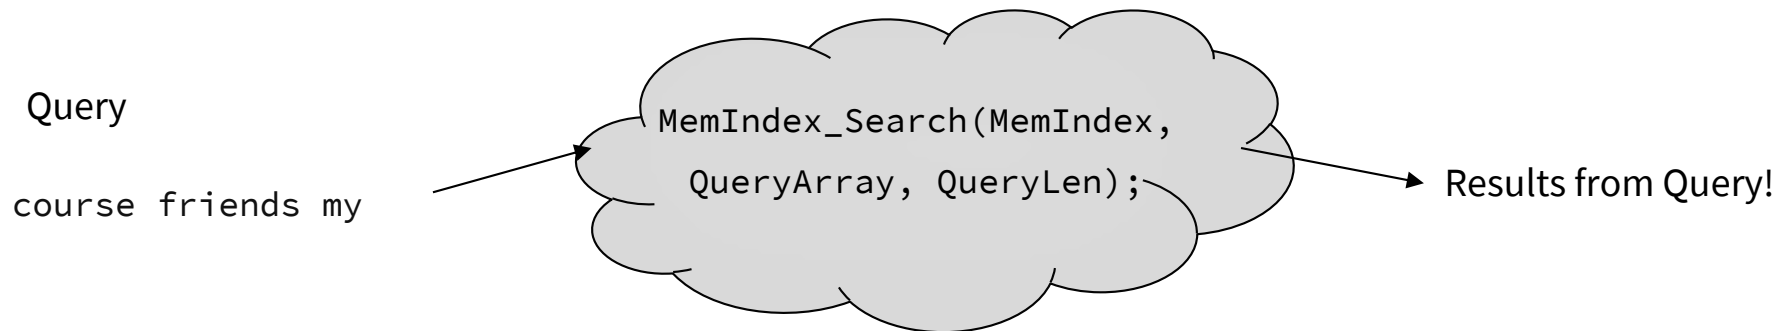 Query
course friends my
MemIndex_Search(MemIndex,
QueryArray, QueryLen);
Results from Query!